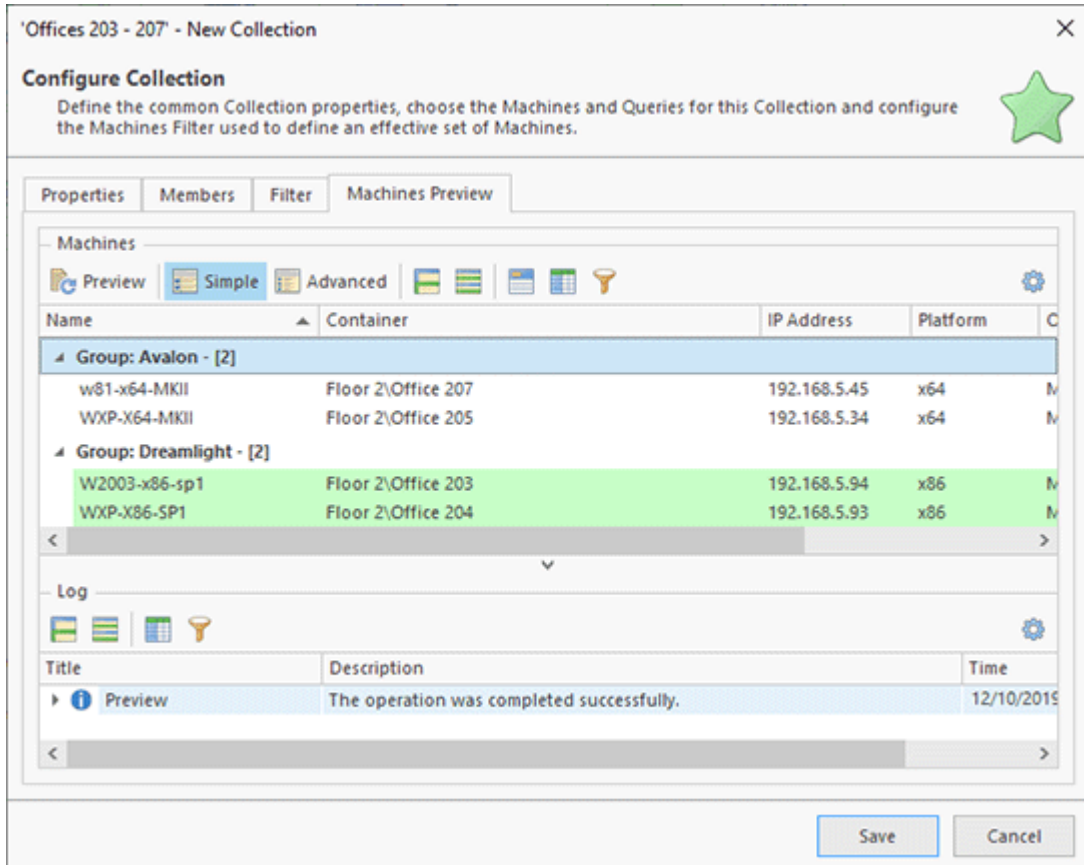 'Offices 203 - 207' - New Collection
Configure Collection
Define the common Collection properties, choose the Machines and Queries for this Collection and configure
the Machines Filter used to define an effective set of Machines.
Properties Members Filter Machines Preview
Machines
Preview Simple Advanced
Name Container IP Address Platform
Group: Avalon - [2]
w81-x64-MKII Floor 2\Office 207 192.168.5.45 x64
WXP-X64-MKII Floor 2\Office 205 192.168.5.34 x64
Group: Dreamlight - [2]
W2003-x86-sp1 Floor 2\Office 203 192.168.5.94 x86
WXP-X86-SP1 Floor 2\Office 204 192.168.5.93 x86
Log
Title Description Time
Preview The operation was completed successfully. 12/10/2019
Save Cancel